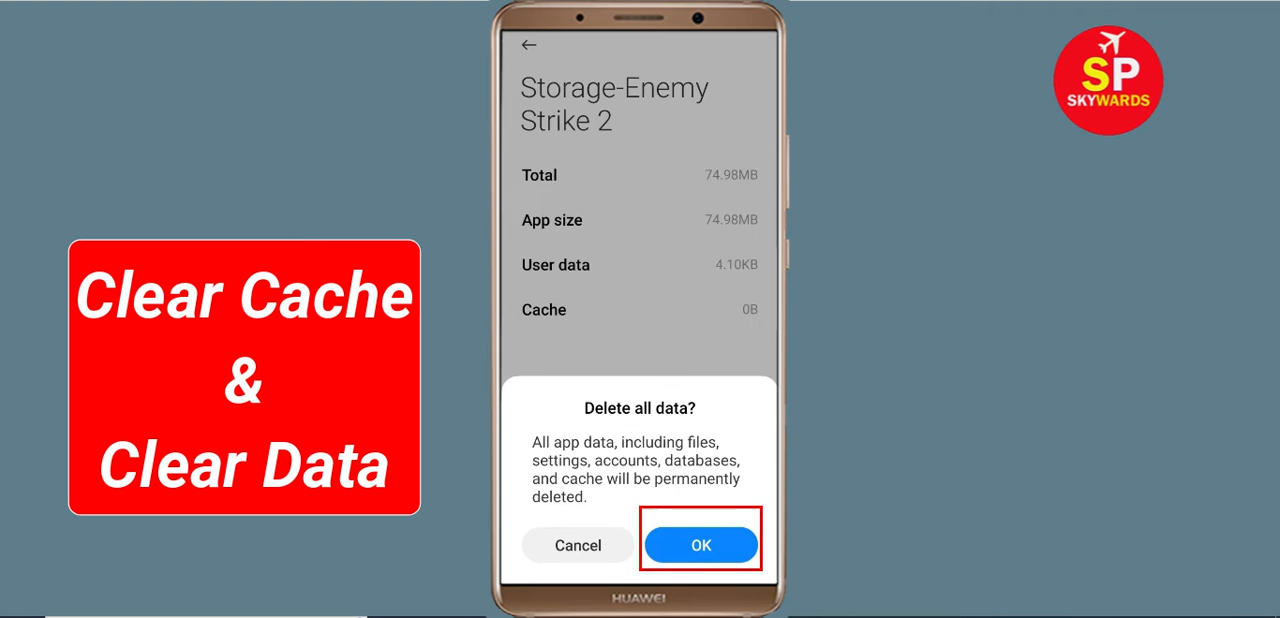 Storage-Enemy
Strike 2
Total 74.98MB
App size 74.98MB
User data 4.10KB
Cache 0B
Delete all data?
All app data, including files,
settings, accounts, databases,
and cache will be permanently
deleted.
Cancel OK
HUAWEI
Clear Cache
&
Clear Data
SP
SKYWARDS